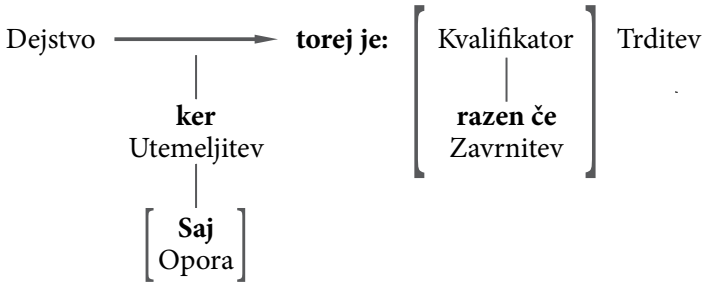 Dejstvo torej je: Kvalifikator Trditev
ker razen če
Utemeljitev Zavrnitev
Saj
Opora